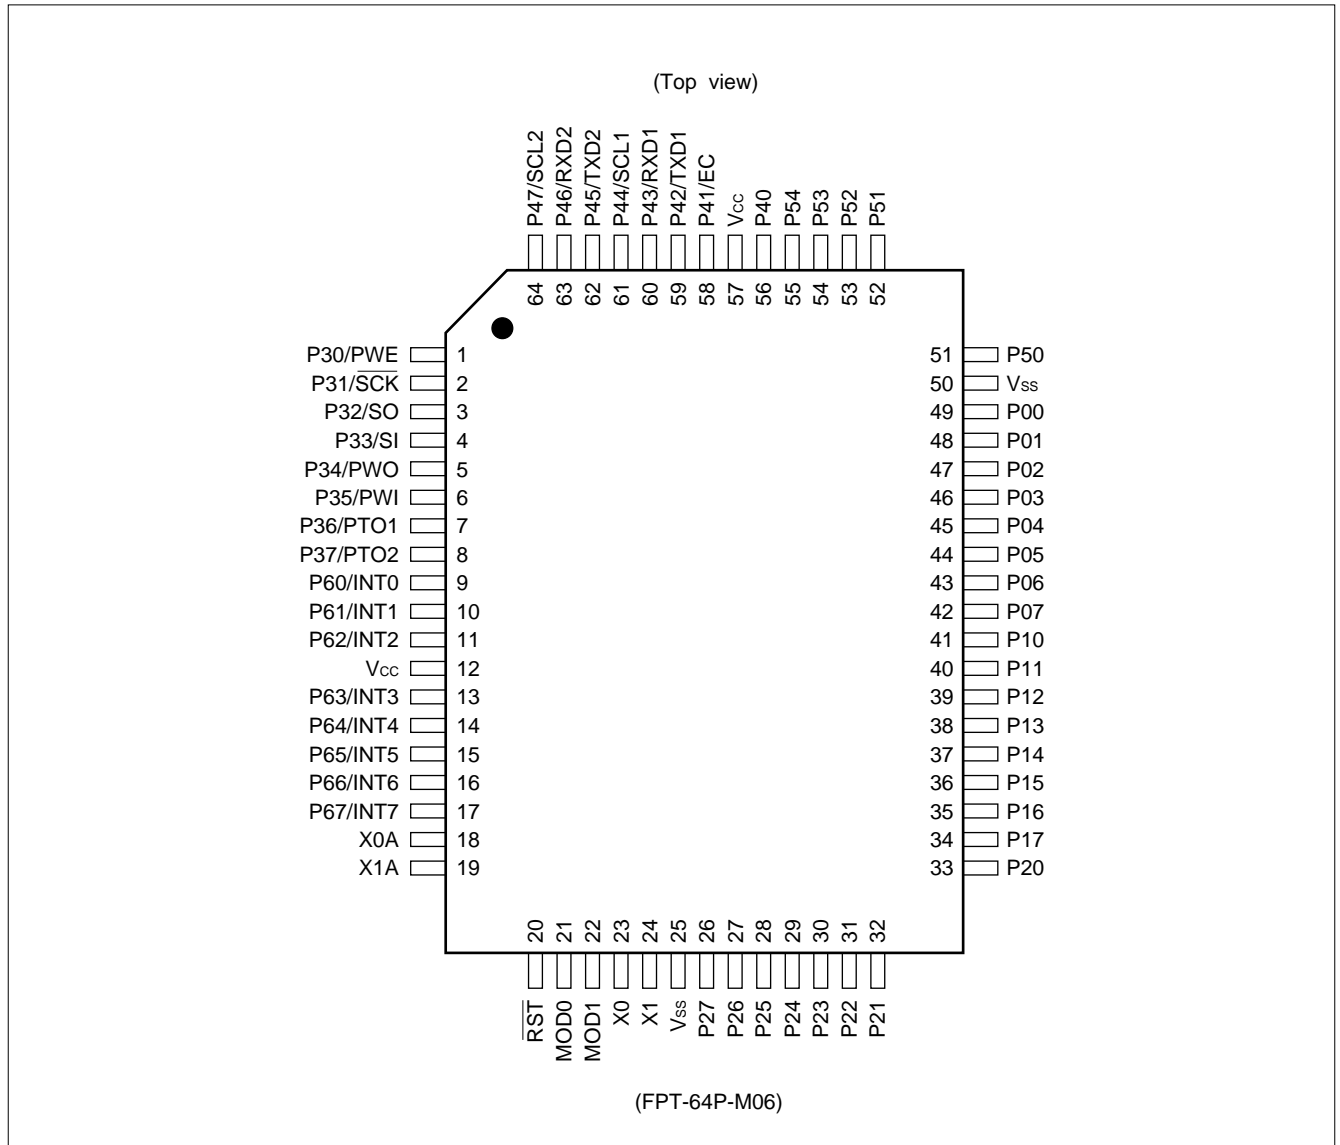 (Top view)
P47/SCL2
P46/RXD2
P45/TXD2
P44/SCL1
P43/RXD1
P42/TXD1
P41/EC
Vcc
P40
P54
P53
P52
P51
64 63 62 61 60 59 58 57 56 55 54 53 52
P30/PWE 1
P31/S̅C̅K̅ 2
P32/SO 3
P33/SI 4
P34/PWO 5
P35/PWI 6
P36/PTO1 7
P37/PTO2 8
P60/INT0 9
P61/INT1 10
P62/INT2 11
Vcc 12
P63/INT3 13
P64/INT4 14
P65/INT5 15
P66/INT6 16
P67/INT7 17
X0A 18
X1A 19
51 P50
50 Vss
49 P00
48 P01
47 P02
46 P03
45 P04
44 P05
43 P06
42 P07
41 P10
40 P11
39 P12
38 P13
37 P14
36 P15
35 P16
34 P17
33 P20
20 21 22 23 24 25 26 27 28 29 30 31 32
R̅S̅T̅
MOD0
MOD1
X0
X1
Vss
P27
P26
P25
P24
P23
P22
P21
(FPT-64P-M06)